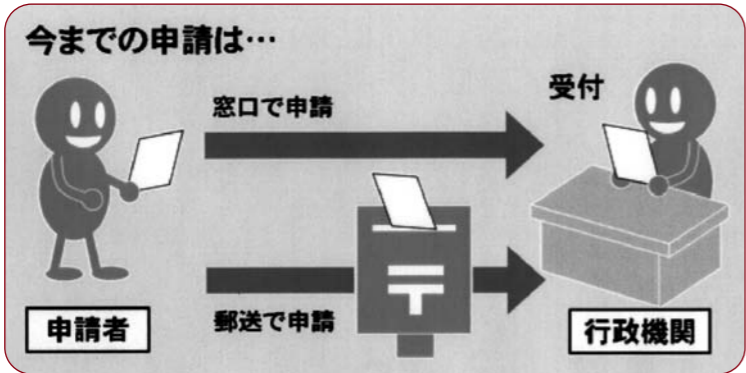 今までの申請は…
窓口で申請
受付
〒
郵送で申請
申請者
行政機関